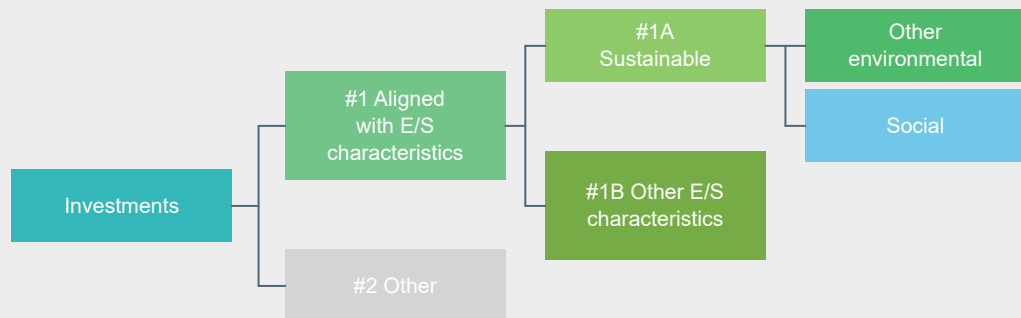 Investments
#1 Aligned
with E/S
characteristics
#2 Other
#1A
Sustainable
#1B Other E/S
characteristics
Other
environmental
Social